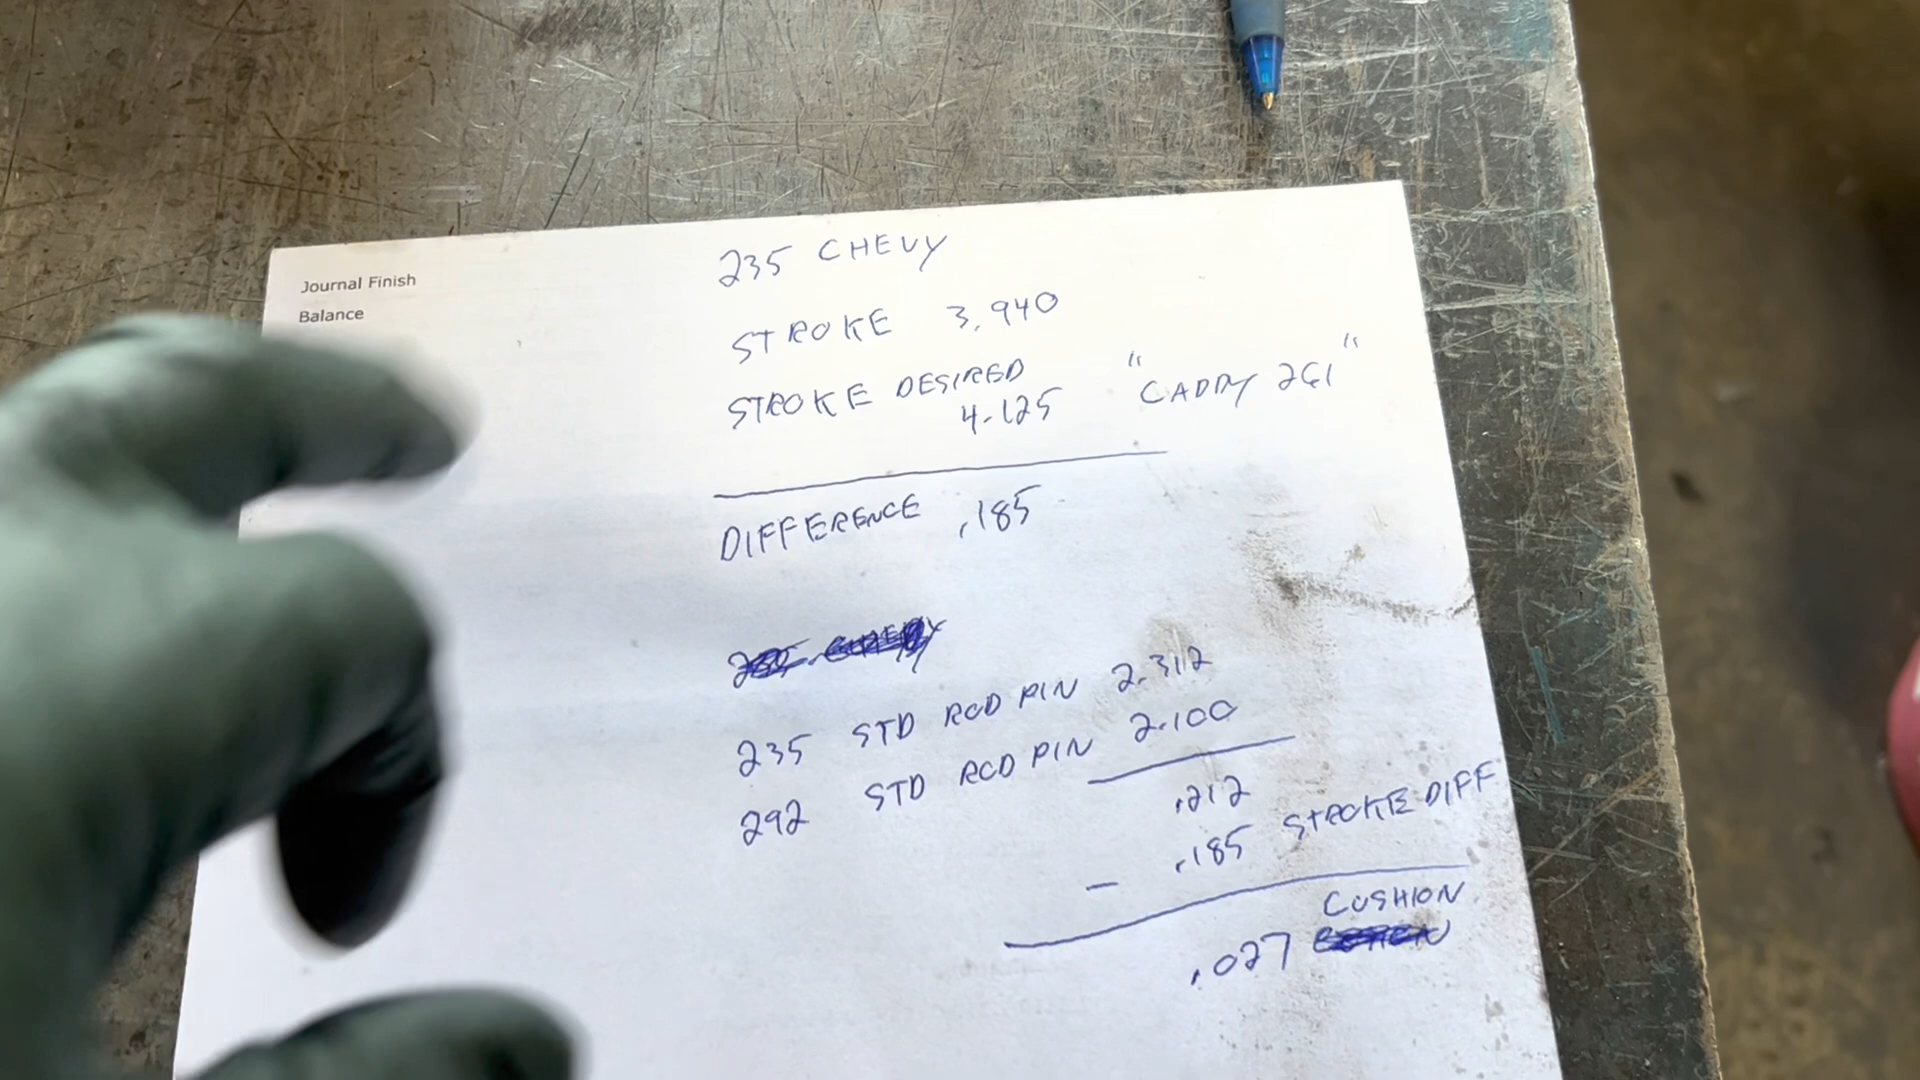 Journal Finish
Balance
235 CHEVY
STROKE 3.940
STROKE DESIRED
4.125 "CADDY 261"
DIFFERENCE .185
235 STD ROD PIN 2.312
292 STD ROD PIN 2.100
.212
- .185 STROKE DIFF
CUSHION
.027